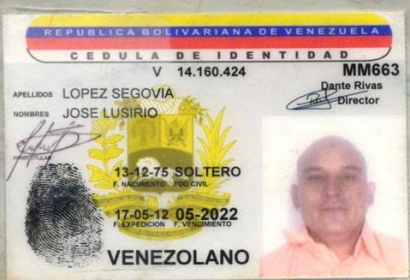 REPUBLICA BOLIVARIANA DE VENEZUELA
CEDULA DE IDENTIDAD
V 14.160.424 MM663
Dante Rivas
Director
APELLIDOS LOPEZ SEGOVIA
NOMBRES JOSE LUSIRIO
13-12-75 SOLTERO
F. NACIMIENTO EDO CIVIL
17-05-12 05-2022
F. EXPEDICION F. VENCIMIENTO
VENEZOLANO